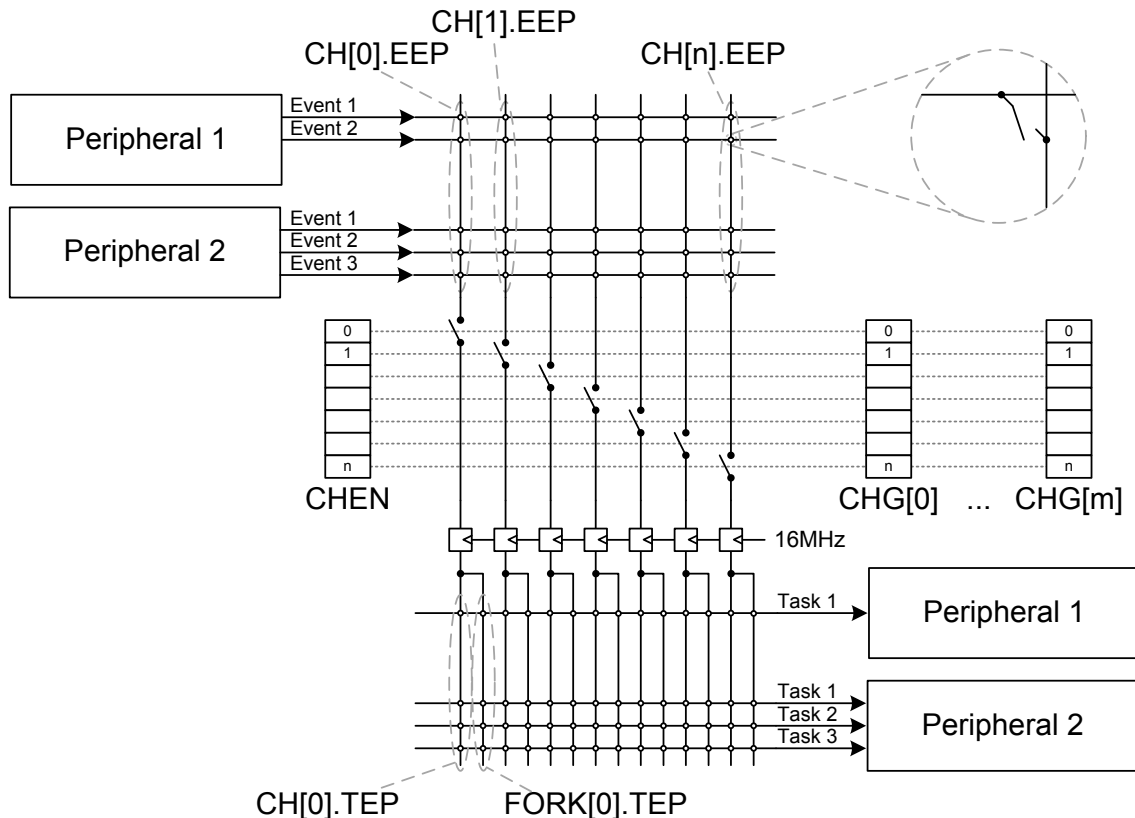 CH[1].EEP
CH[0].EEP
CH[n].EEP
Peripheral 1
Event 1
Event 2
Peripheral 2
Event 1
Event 2
Event 3
0
1
n
CHEN
0
1
n
CHG[0]
...
0
1
n
CHG[m]
16MHz
Task 1
Peripheral 1
Task 1
Task 2
Task 3
Peripheral 2
CH[0].TEP
FORK[0].TEP